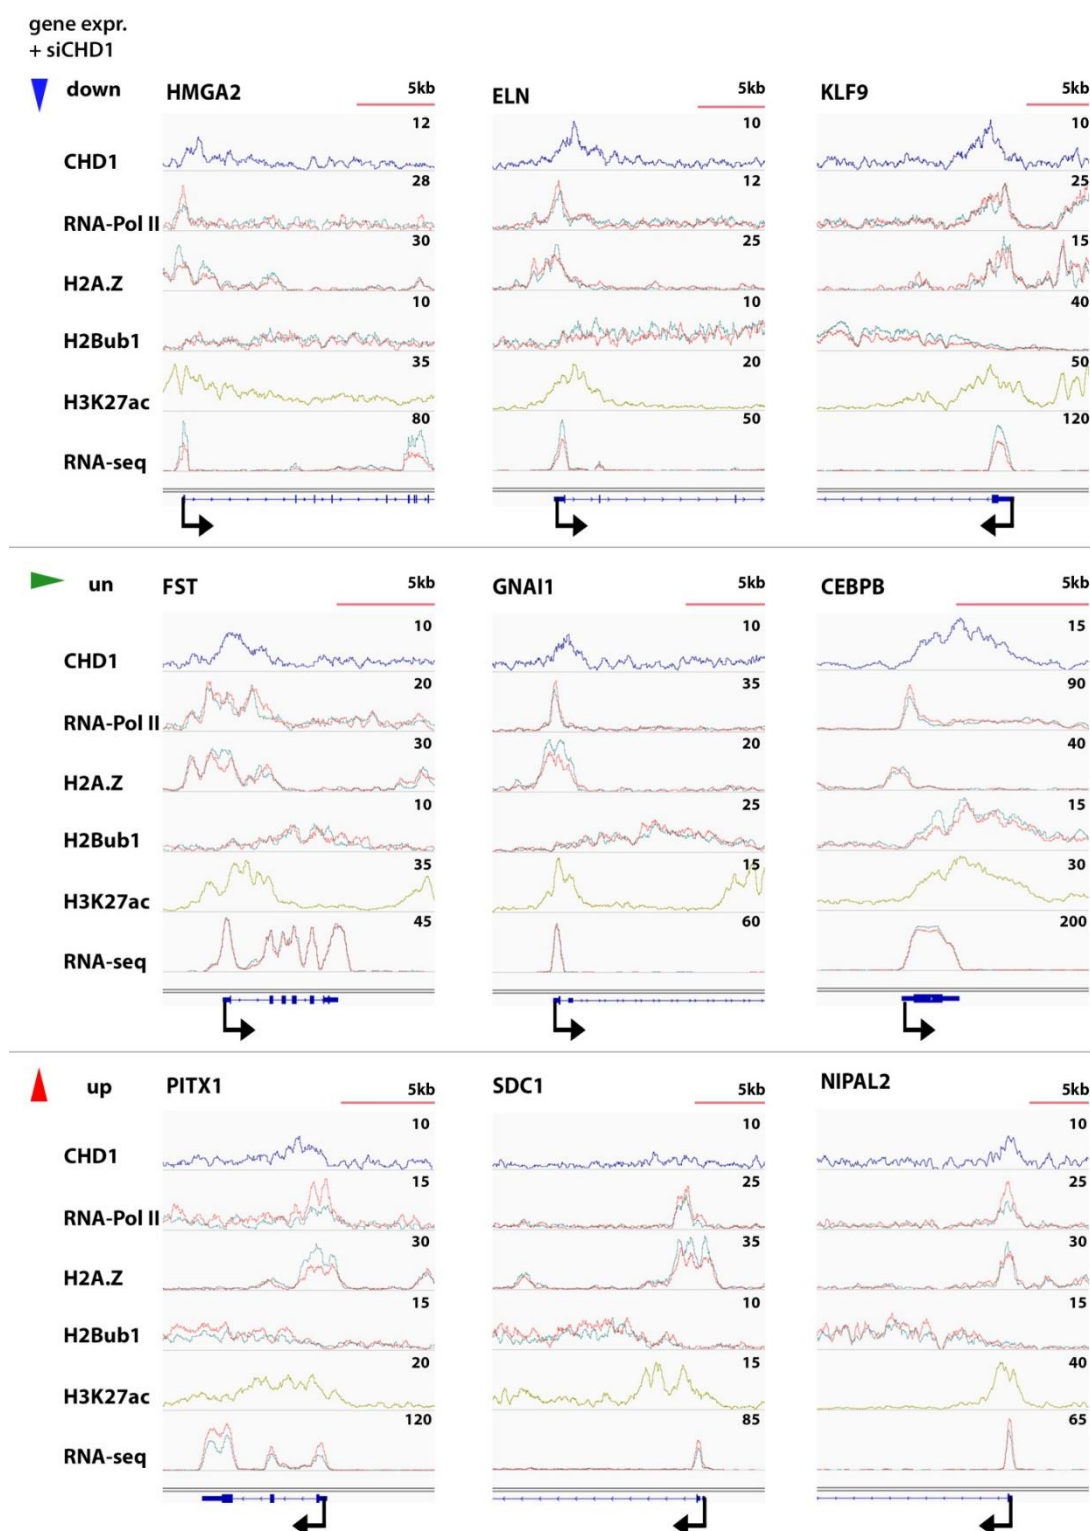 gene expr.
+ siCHD1
down
HMGA2 5kb ELN 5kb KLF9 5kb
CHD1 12 10 10
RNA-Pol II 28 12 25
H2A.Z 30 25 15
H2Bub1 10 10 40
H3K27ac 35 20 50
RNA-seq 80 50 120
un
FST 5kb GNAI1 5kb CEBPB 5kb
CHD1 10 10 15
RNA-Pol II 20 35 90
H2A.Z 30 20 40
H2Bub1 10 25 15
H3K27ac 35 15 30
RNA-seq 45 60 200
up
PITX1 5kb SDC1 5kb NIPAL2 5kb
CHD1 10 10 10
RNA-Pol II 15 25 25
H2A.Z 30 35 30
H2Bub1 15 10 15
H3K27ac 20 15 40
RNA-seq 120 85 65